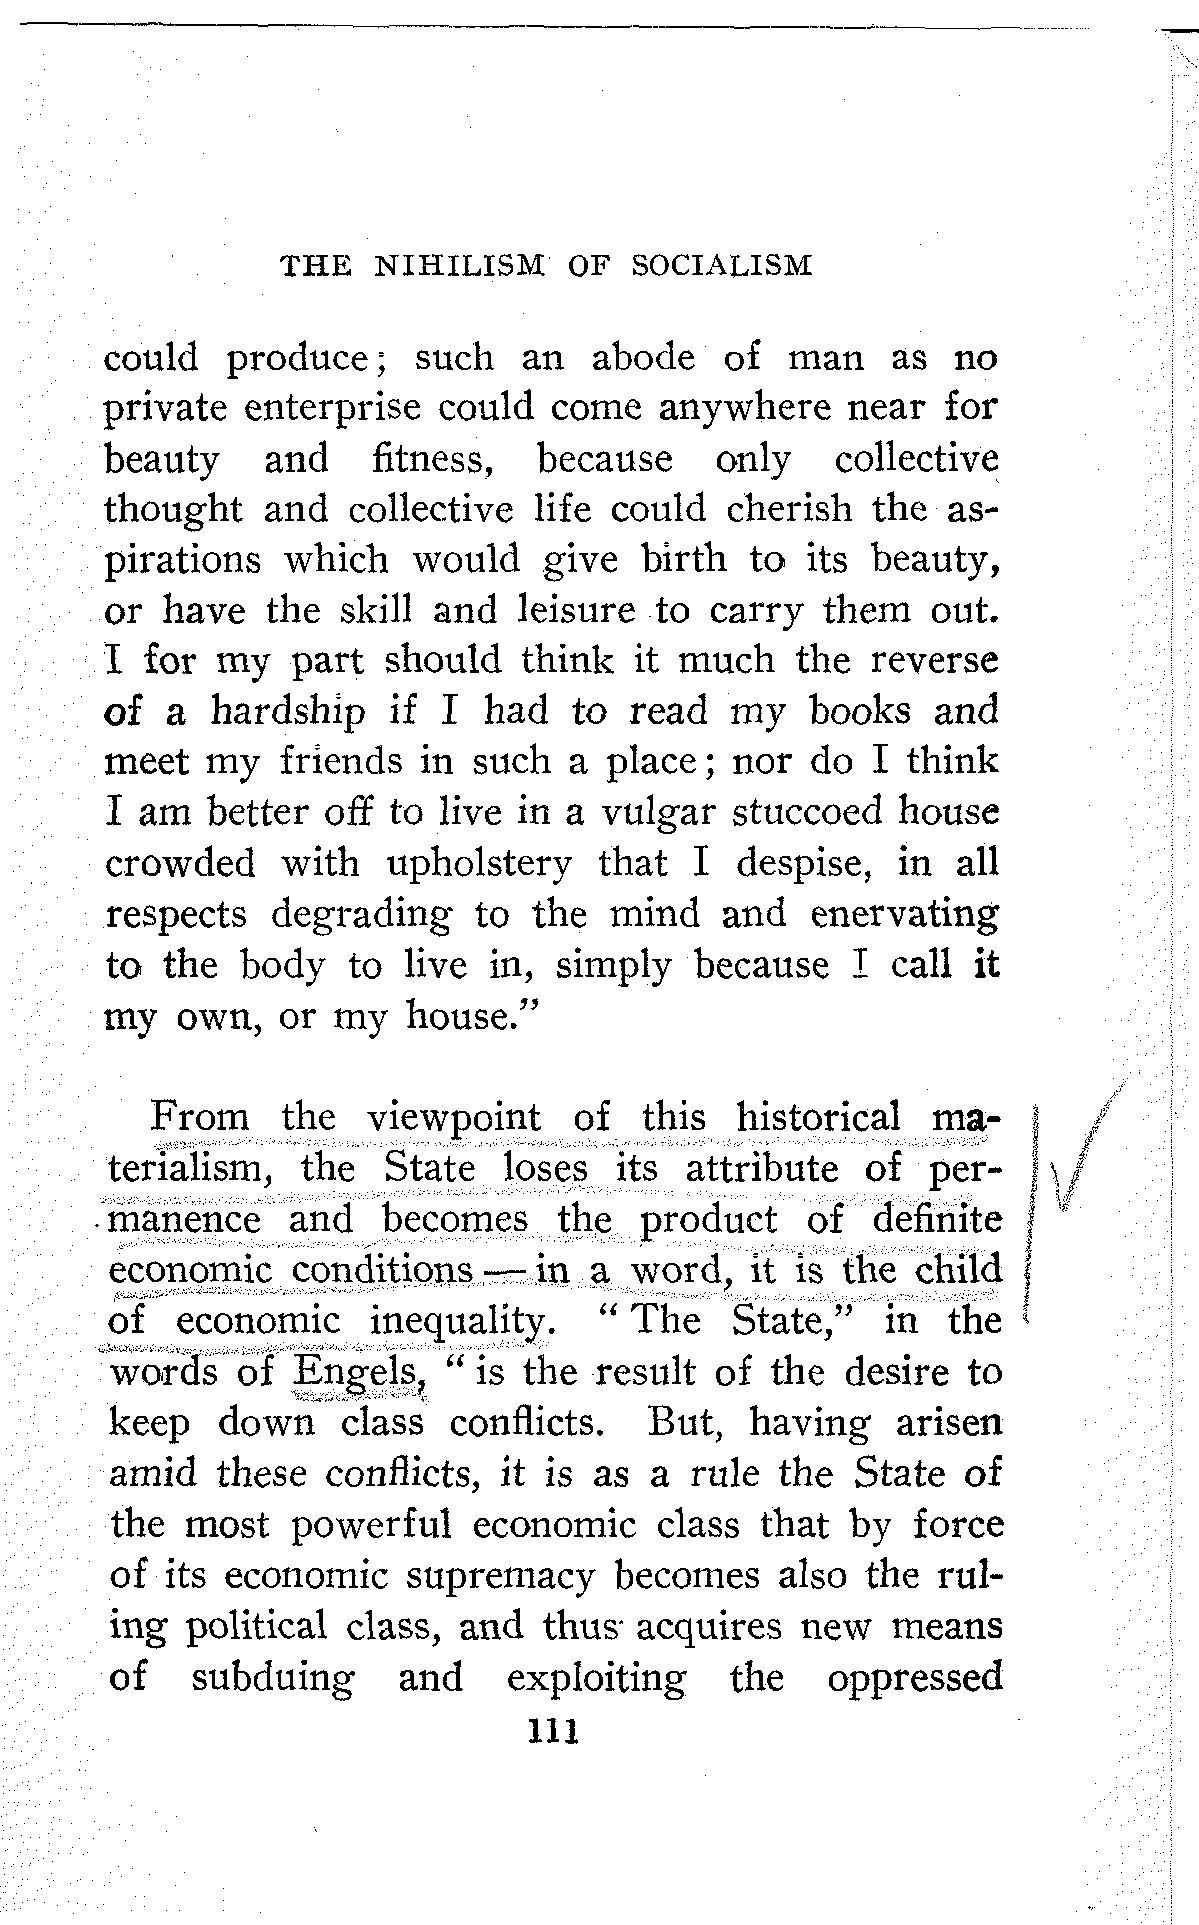 THE NIHILISM OF SOCIALISM
could produce; such an abode of man as no
private enterprise could come anywhere near for
beauty and fitness, because only collective
thought and collective life could cherish the as-
pirations which would give birth to its beauty,
or have the skill and leisure to carry them out.
I for my part should think it much the reverse
of a hardship if I had to read my books and
meet my friends in such a place; nor do I think
I am better off to live in a vulgar stuccoed house
crowded with upholstery that I despise, in all
respects degrading to the mind and enervating
to the body to live in, simply because I call it
my own, or my house.”
From the viewpoint of this historical ma-
terialism, the State loses its attribute of per-
manence and becomes the product of definite
economic conditions — in a word, it is the child
of economic inequality. “The State,” in the
words of Engels, “is the result of the desire to
keep down class conflicts. But, having arisen
amid these conflicts, it is as a rule the State of
the most powerful economic class that by force
of its economic supremacy becomes also the rul-
ing political class, and thus acquires new means
of subduing and exploiting the oppressed
111